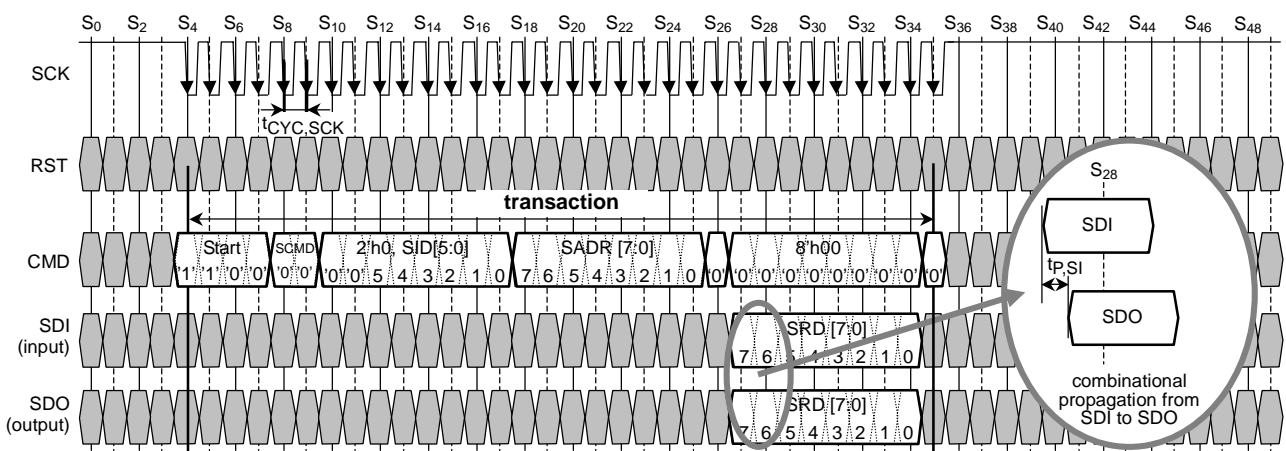 S0 S2 S4 S6 S8 S10 S12 S14 S16 S18 S20 S22 S24 S26 S28 S30 S32 S34 S36 S38 S40 S42 S44 S46 S48
SCK
tCYC,SCK
RST
S28
transaction
SDI
Start SCMD 2'h0, SID[5:0] SADR [7:0] 8'h00
CMD
'1' '1' '0' '0' '0' '0' '0' '0' 5 4 3 2 1 0 7 6 5 4 3 2 1 0 '0' '0' '0' '0' '0' '0' '0' '0' '0' '0'
tP,SI
SDO
SDI
(input)
SRD [7:0]
7 6 5 4 3 2 1 0
combinational
propagation from
SDI to SDO
SDO
(output)
SRD [7:0]
7 6 5 4 3 2 1 0